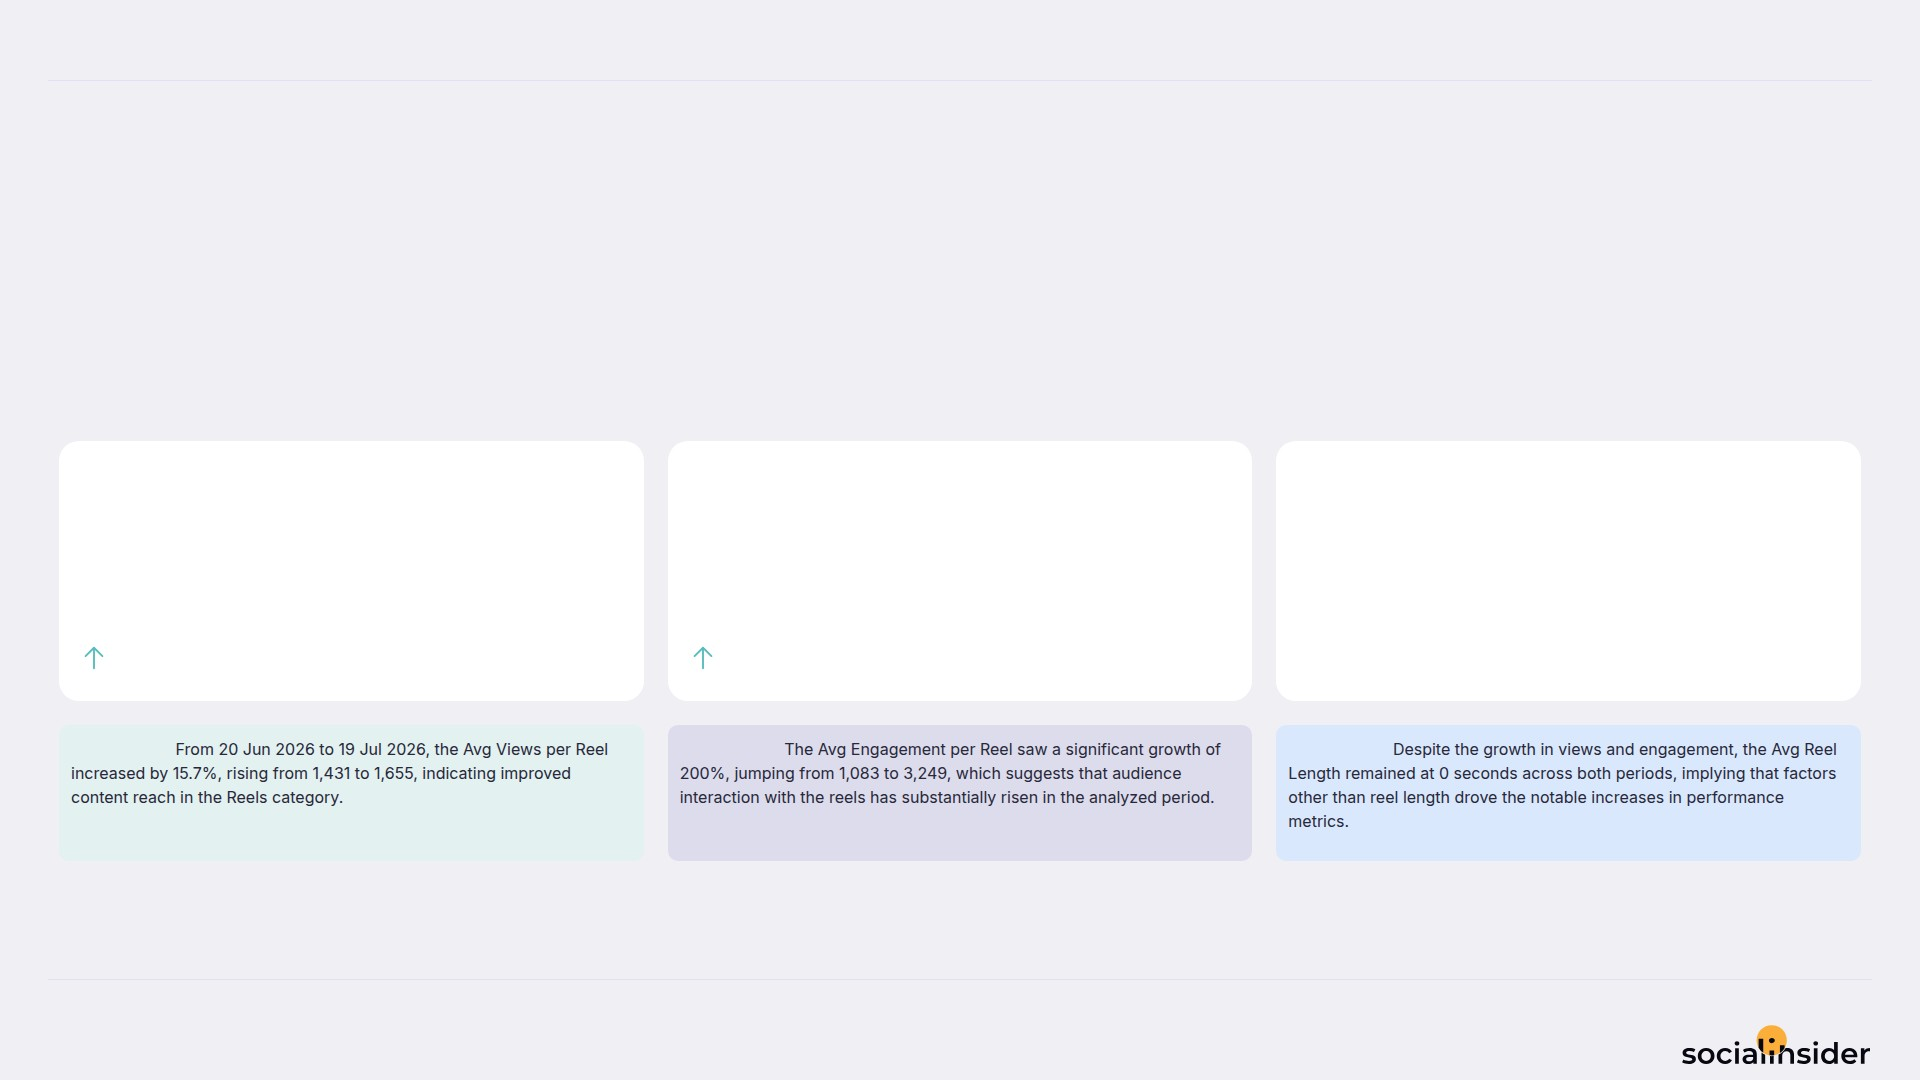 From 20 Jun 2026 to 19 Jul 2026, the Avg Views per Reel
increased by 15.7%, rising from 1,431 to 1,655, indicating improved
content reach in the Reels category.
The Avg Engagement per Reel saw a significant growth of
200%, jumping from 1,083 to 3,249, which suggests that audience
interaction with the reels has substantially risen in the analyzed period.
Despite the growth in views and engagement, the Avg Reel
Length remained at 0 seconds across both periods, implying that factors
other than reel length drove the notable increases in performance
metrics.
socialinsider